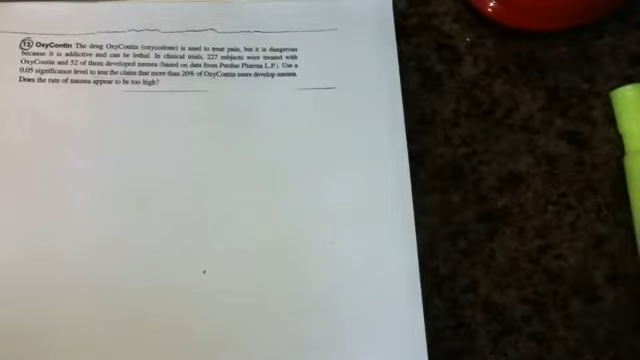 13 OxyContin The drug OxyContin (oxycodone) is used to treat pain, but it is dangerous
because it is addictive and can be lethal. In clinical trials, 227 subjects were treated with
OxyContin and 52 of them developed nausea (based on data from Purdue Pharma L.P.). Use a
0.05 significance level to test the claim that more than 20% of OxyContin users develop nausea.
Does the rate of nausea appear to be too high?